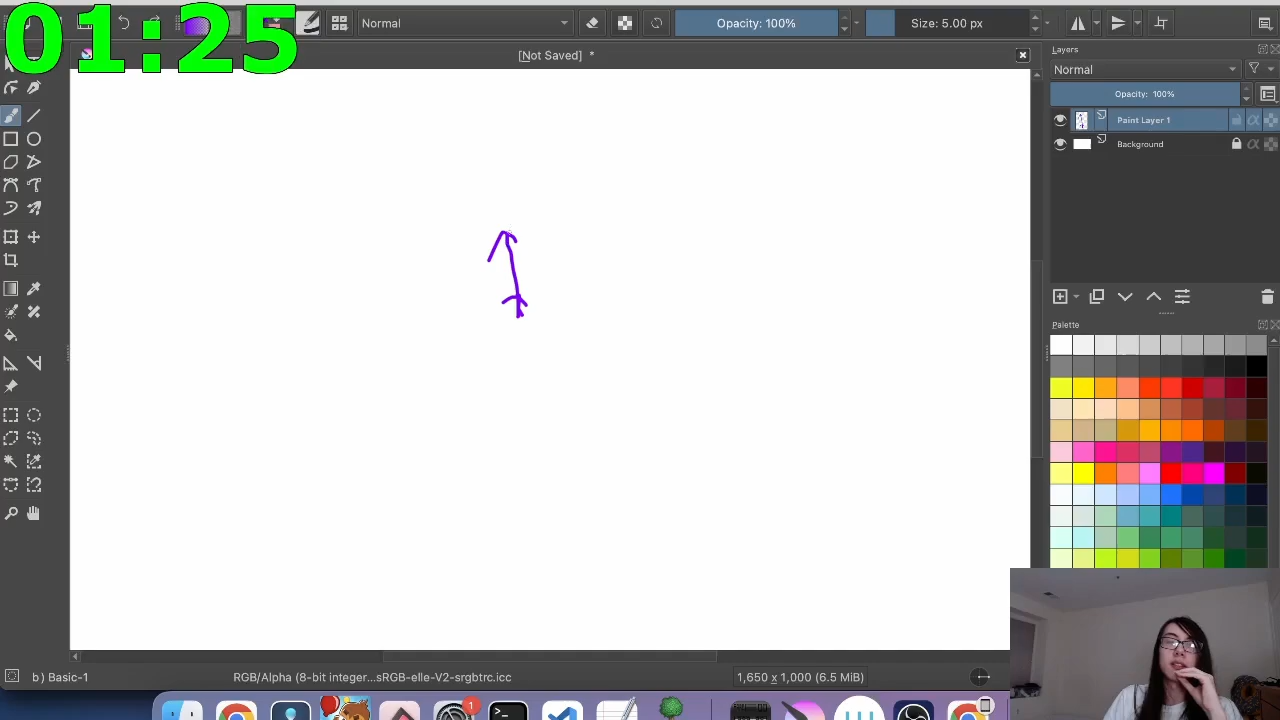 01:25
Normal
Opacity: 100%
Size: 5.00 px
[Not Saved] *
Layers
Normal
Opacity: 100%
Paint Layer 1
Background
Palette
b) Basic-1
RGB/Alpha (8-bit integer...sRGB-elle-V2-srgbtrc.icc
1,650 x 1,000 (6.5 MiB)
1